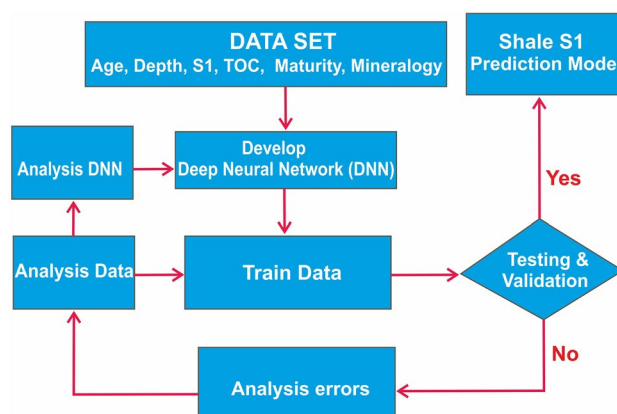 DATA SET
Age, Depth, S1, TOC, Maturity, Mineralogy
Shale S1
Prediction Mode
Develop
Deep Neural Network (DNN)
Analysis DNN
Yes
Analysis Data
Train Data
Testing &
Validation
No
Analysis errors